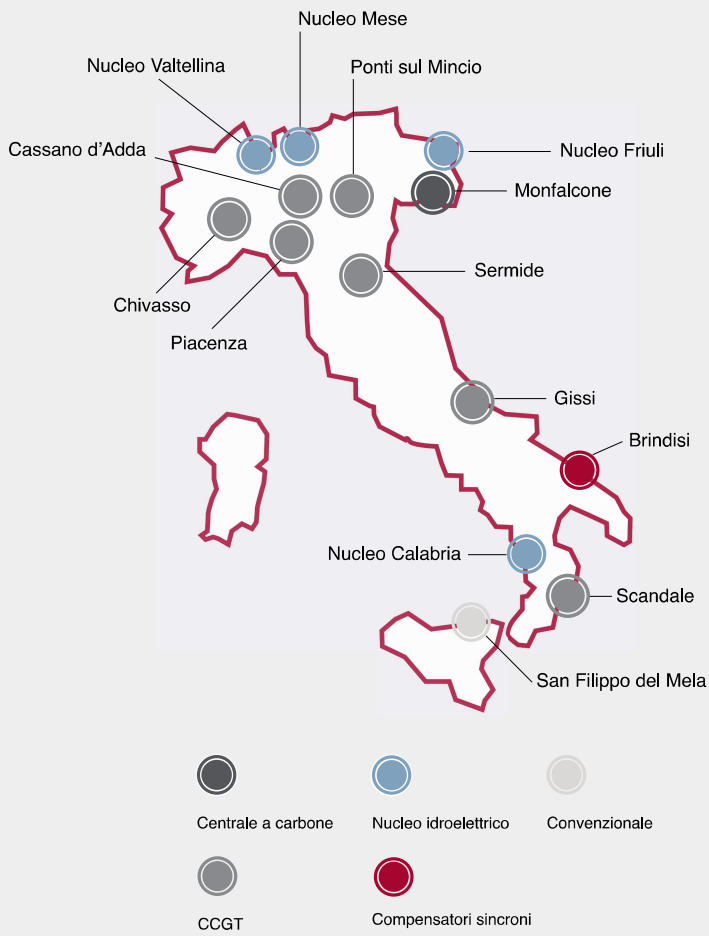 Nucleo Mese
Nucleo Valtellina
Ponti sul Mincio
Cassano d'Adda
Nucleo Friuli
Monfalcone
Sermide
Chivasso
Piacenza
Gissi
Brindisi
Nucleo Calabria
Scandale
San Filippo del Mela
Centrale a carbone
Nucleo idroelettrico
Convenzionale
CCGT
Compensatori sincroni